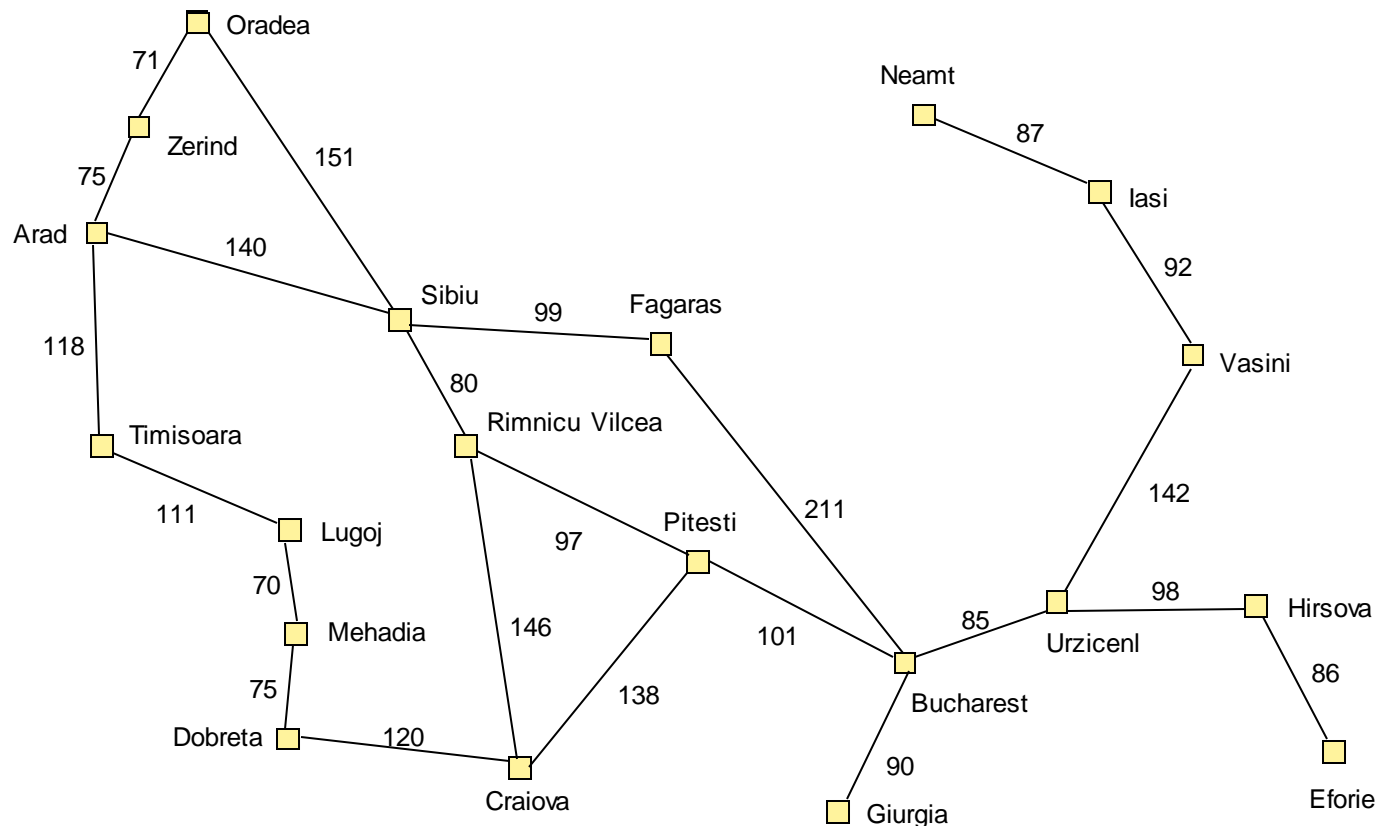 Oradea
71
Neamt
87
Zerind
151
75
Iasi
Arad
140
92
Sibiu
99
Fagaras
118
Vasini
80
Rimnicu Vilcea
Timisoara
142
111
Pitesti
211
Lugoj
97
70
98
Hirsova
85
146
101
Mehadia
Urzicenl
86
75
138
Bucharest
Dobreta
120
90
Craiova
Eforie
Giurgia